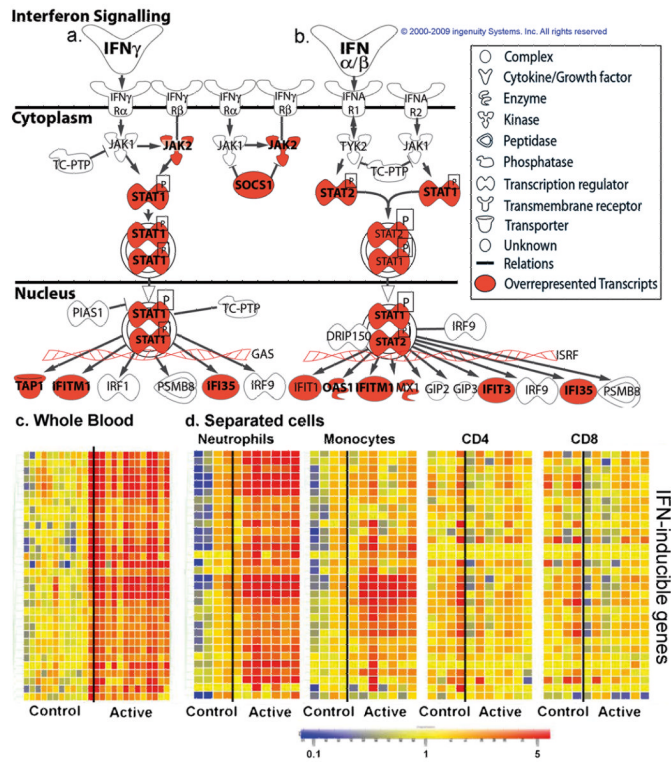 Interferon Signalling
© 2000-2009 ingenuity Systems. Inc. All rights reserved
a.
IFNγ
b.
IFN
α/β
IFNγ
Rα
IFNγ
Rβ
IFNγ
Rα
IFNγ
Rβ
IFNA
R1
IFNA
R2
Cytoplasm
JAK1
JAK2
JAK1
JAK2
TYK2
JAK1
TC-PTP
TC-PTP
SOCS1
P
STAT1
STAT2
P
STAT1
P
P
STAT1
P
STAT1
P
STAT2
P
STAT1
Nucleus
PIAS1
P
STAT1
P
STAT1
TC-PTP
GAS
P
STAT1
P
STAT2
DRIP150
IRF9
ISRF
TAP1
IFITM1
IRF1
PSMB8
IFI35
IRF9
IFIT1
OAS1
IFITM1
MX1
GIP2
GIP3
IFIT3
IRF9
IFI35
PSMB8
Complex
Cytokine/Growth factor
Enzyme
Kinase
Peptidase
Phosphatase
Transcription regulator
Transmembrane receptor
Transporter
Unknown
Relations
Overrepresented Transcripts
c. Whole Blood
d. Separated cells
Neutrophils
Monocytes
CD4
CD8
IFN-inducible genes
Control Active
Control Active
Control Active
Control Active
Control Active
0.1 1 5